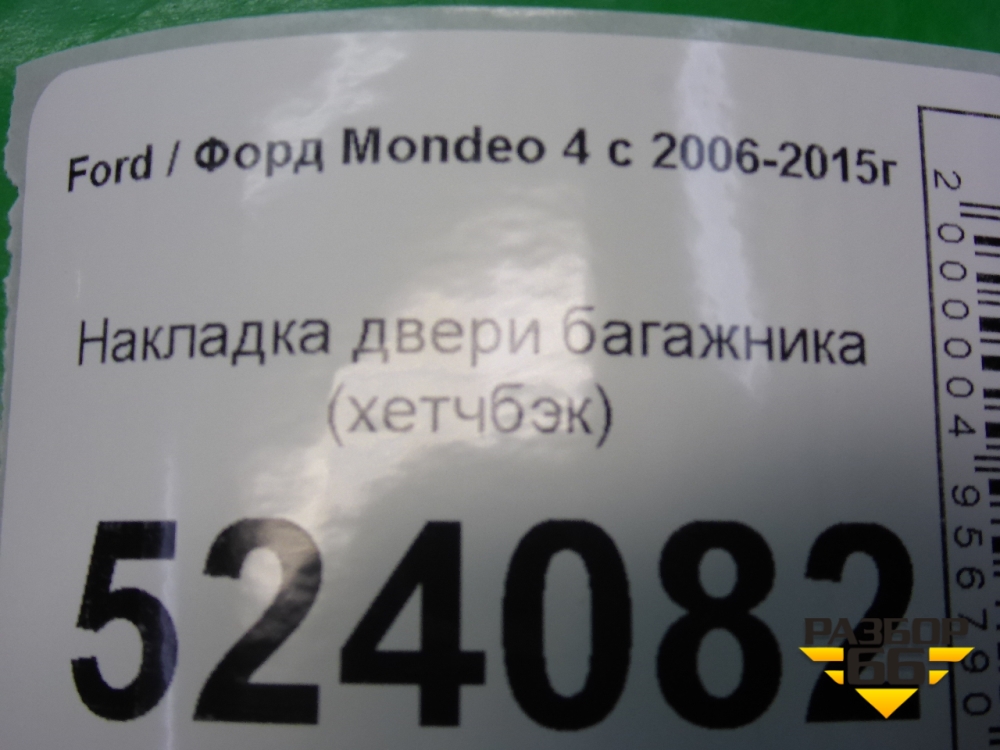 Ford / Форд Mondeo 4 с 2006-2015г
Накладка двери багажника
(хетчбэк)
524082
2000004956790
РАЗБОР
66